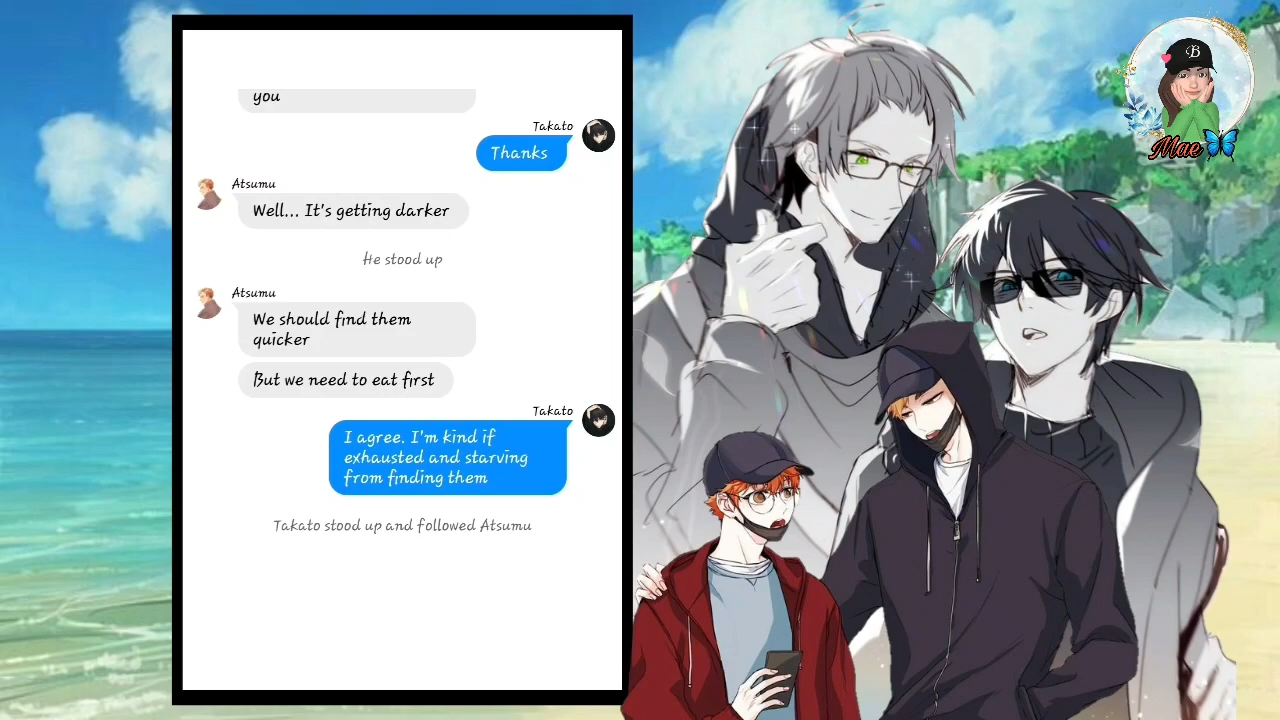 you
Takato
Thanks
Atsumu
Well... It's getting darker
He stood up
Atsumu
We should find them
quicker
But we need to eat first
Takato
I agree. I'm kind if
exhausted and starving
from finding them
Takato stood up and followed Atsumu
B
Mae